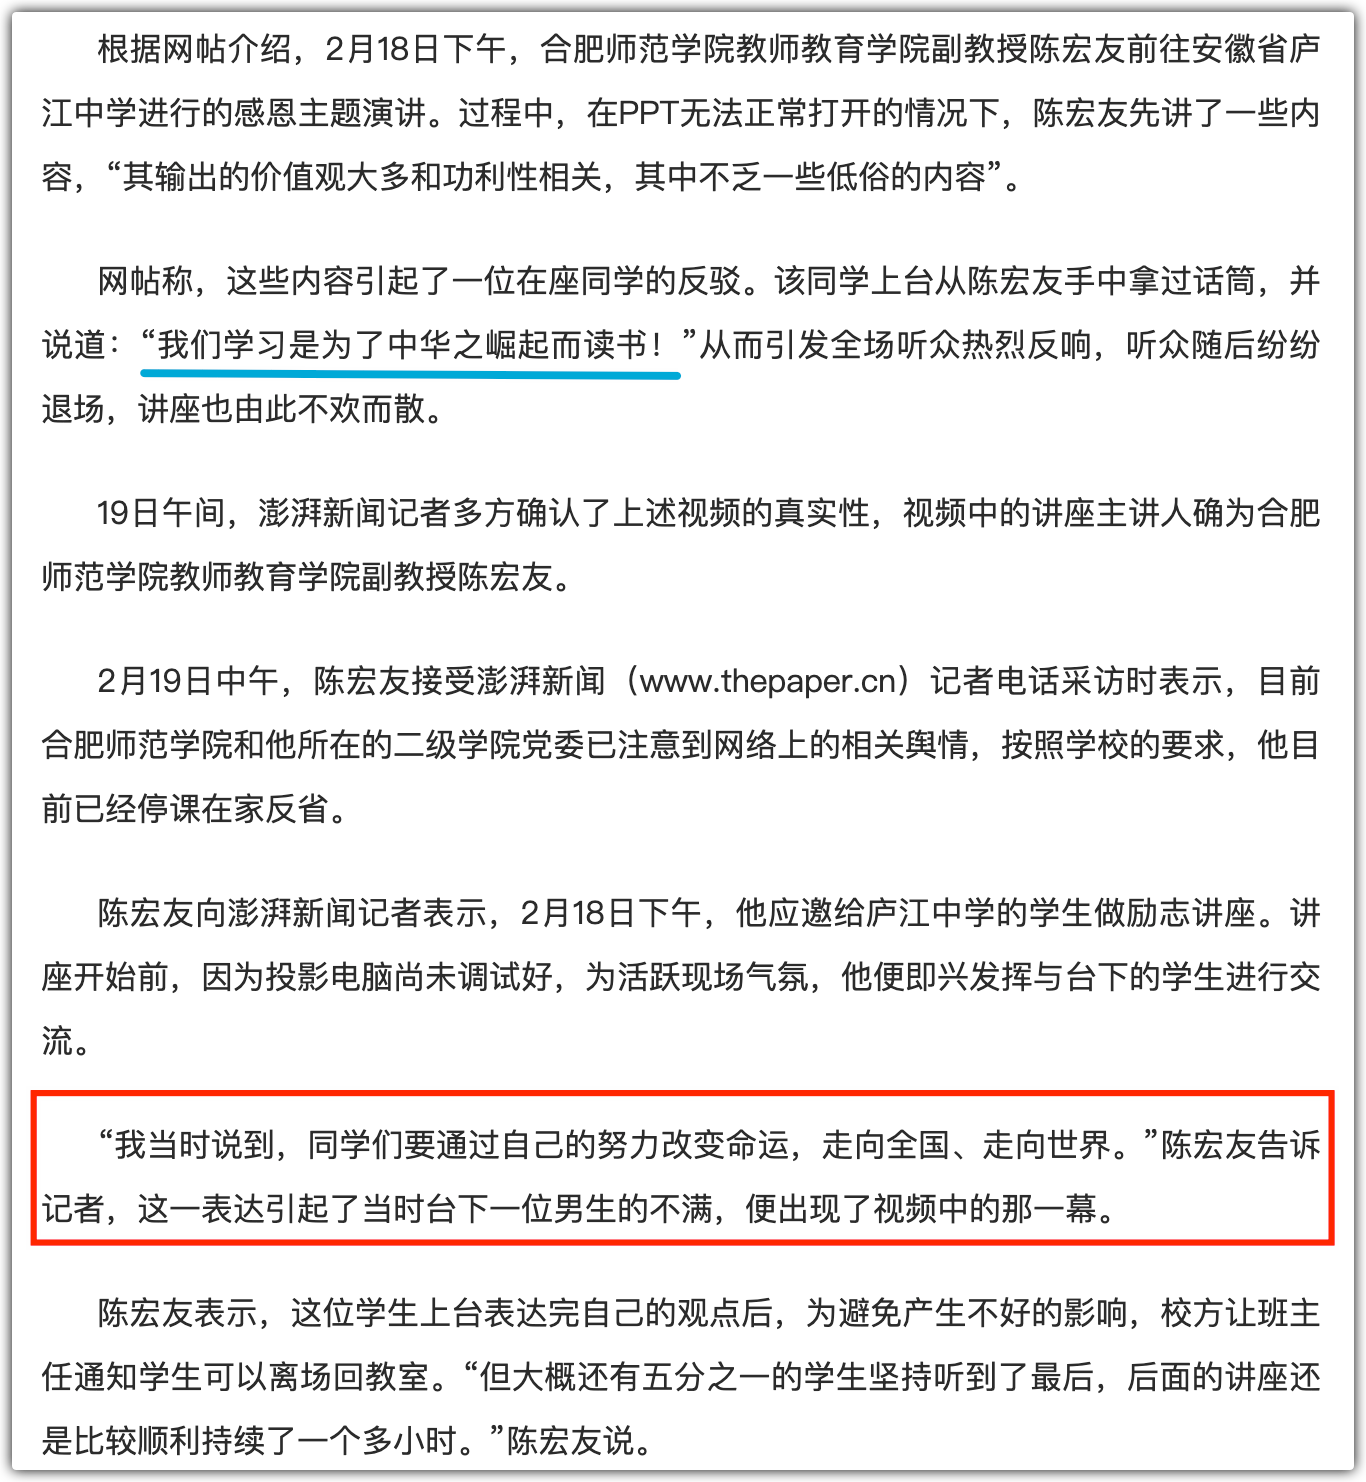 根据网帖介绍，2月18日下午，合肥师范学院教师教育学院副教授陈宏友前往安徽省庐
江中学进行的感恩主题演讲。过程中，在PPT无法正常打开的情况下，陈宏友先讲了一些内
容，“其输出的价值观大多和功利性相关，其中不乏一些低俗的内容”。
网帖称，这些内容引起了一位在座同学的反驳。该同学上台从陈宏友手中拿过话筒，并
说道：“我们学习是为了中华之崛起而读书！”从而引发全场听众热烈反响，听众随后纷纷
退场，讲座也由此不欢而散。
19日午间，澎湃新闻记者多方确认了上述视频的真实性，视频中的讲座主讲人确为合肥
师范学院教师教育学院副教授陈宏友。
2月19日中午，陈宏友接受澎湃新闻（www.thepaper.cn）记者电话采访时表示，目前
合肥师范学院和他所在的二级学院党委已注意到网络上的相关舆情，按照学校的要求，他目
前已经停课在家反省。
陈宏友向澎湃新闻记者表示，2月18日下午，他应邀给庐江中学的学生做励志讲座。讲
座开始前，因为投影电脑尚未调试好，为活跃现场气氛，他便即兴发挥与台下的学生进行交
流。
“我当时说到，同学们要通过自己的努力改变命运，走向全国、走向世界。”陈宏友告诉
记者，这一表达引起了当时台下一位男生的不满，便出现了视频中的那一幕。
陈宏友表示，这位学生上台表达完自己的观点后，为避免产生不好的影响，校方让班主
任通知学生可以离场回教室。“但大概还有五分之一的学生坚持听到了最后，后面的讲座还
是比较顺利持续了一个多小时。”陈宏友说。